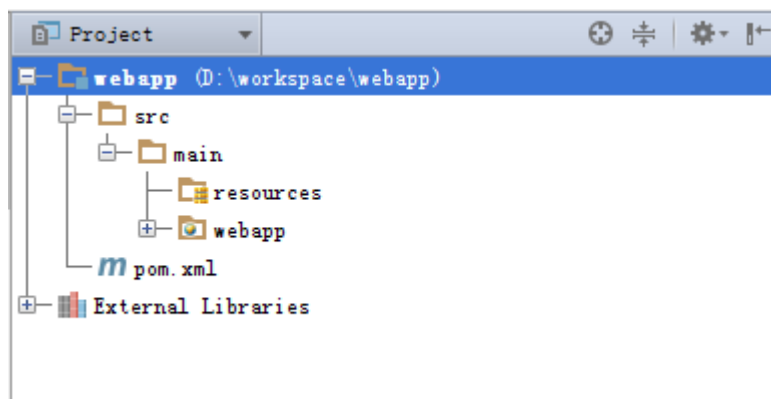 Project
webapp (D:\workspace\webapp)
src
main
resources
webapp
m pom.xml
External Libraries